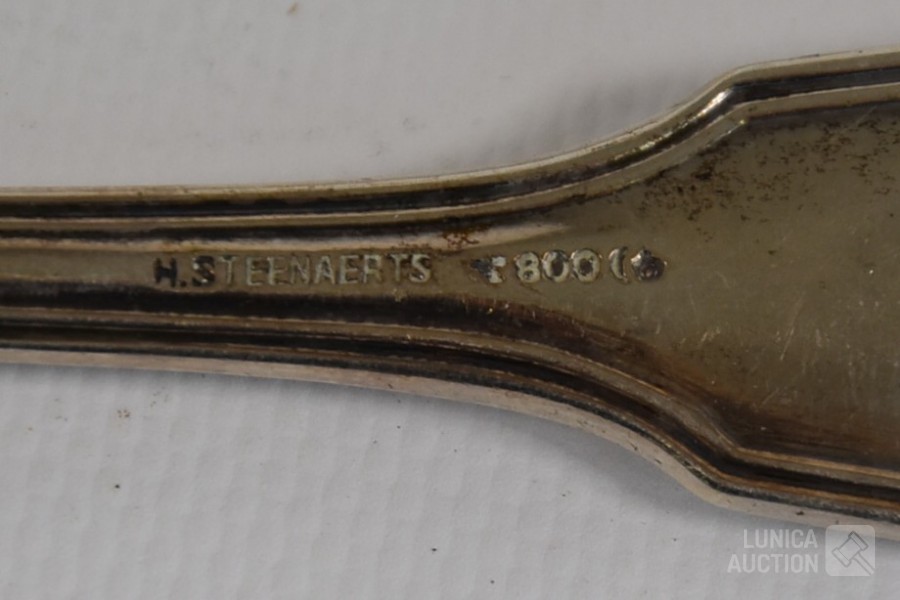 H.STEENAERTS 800
LUNICA
AUCTION